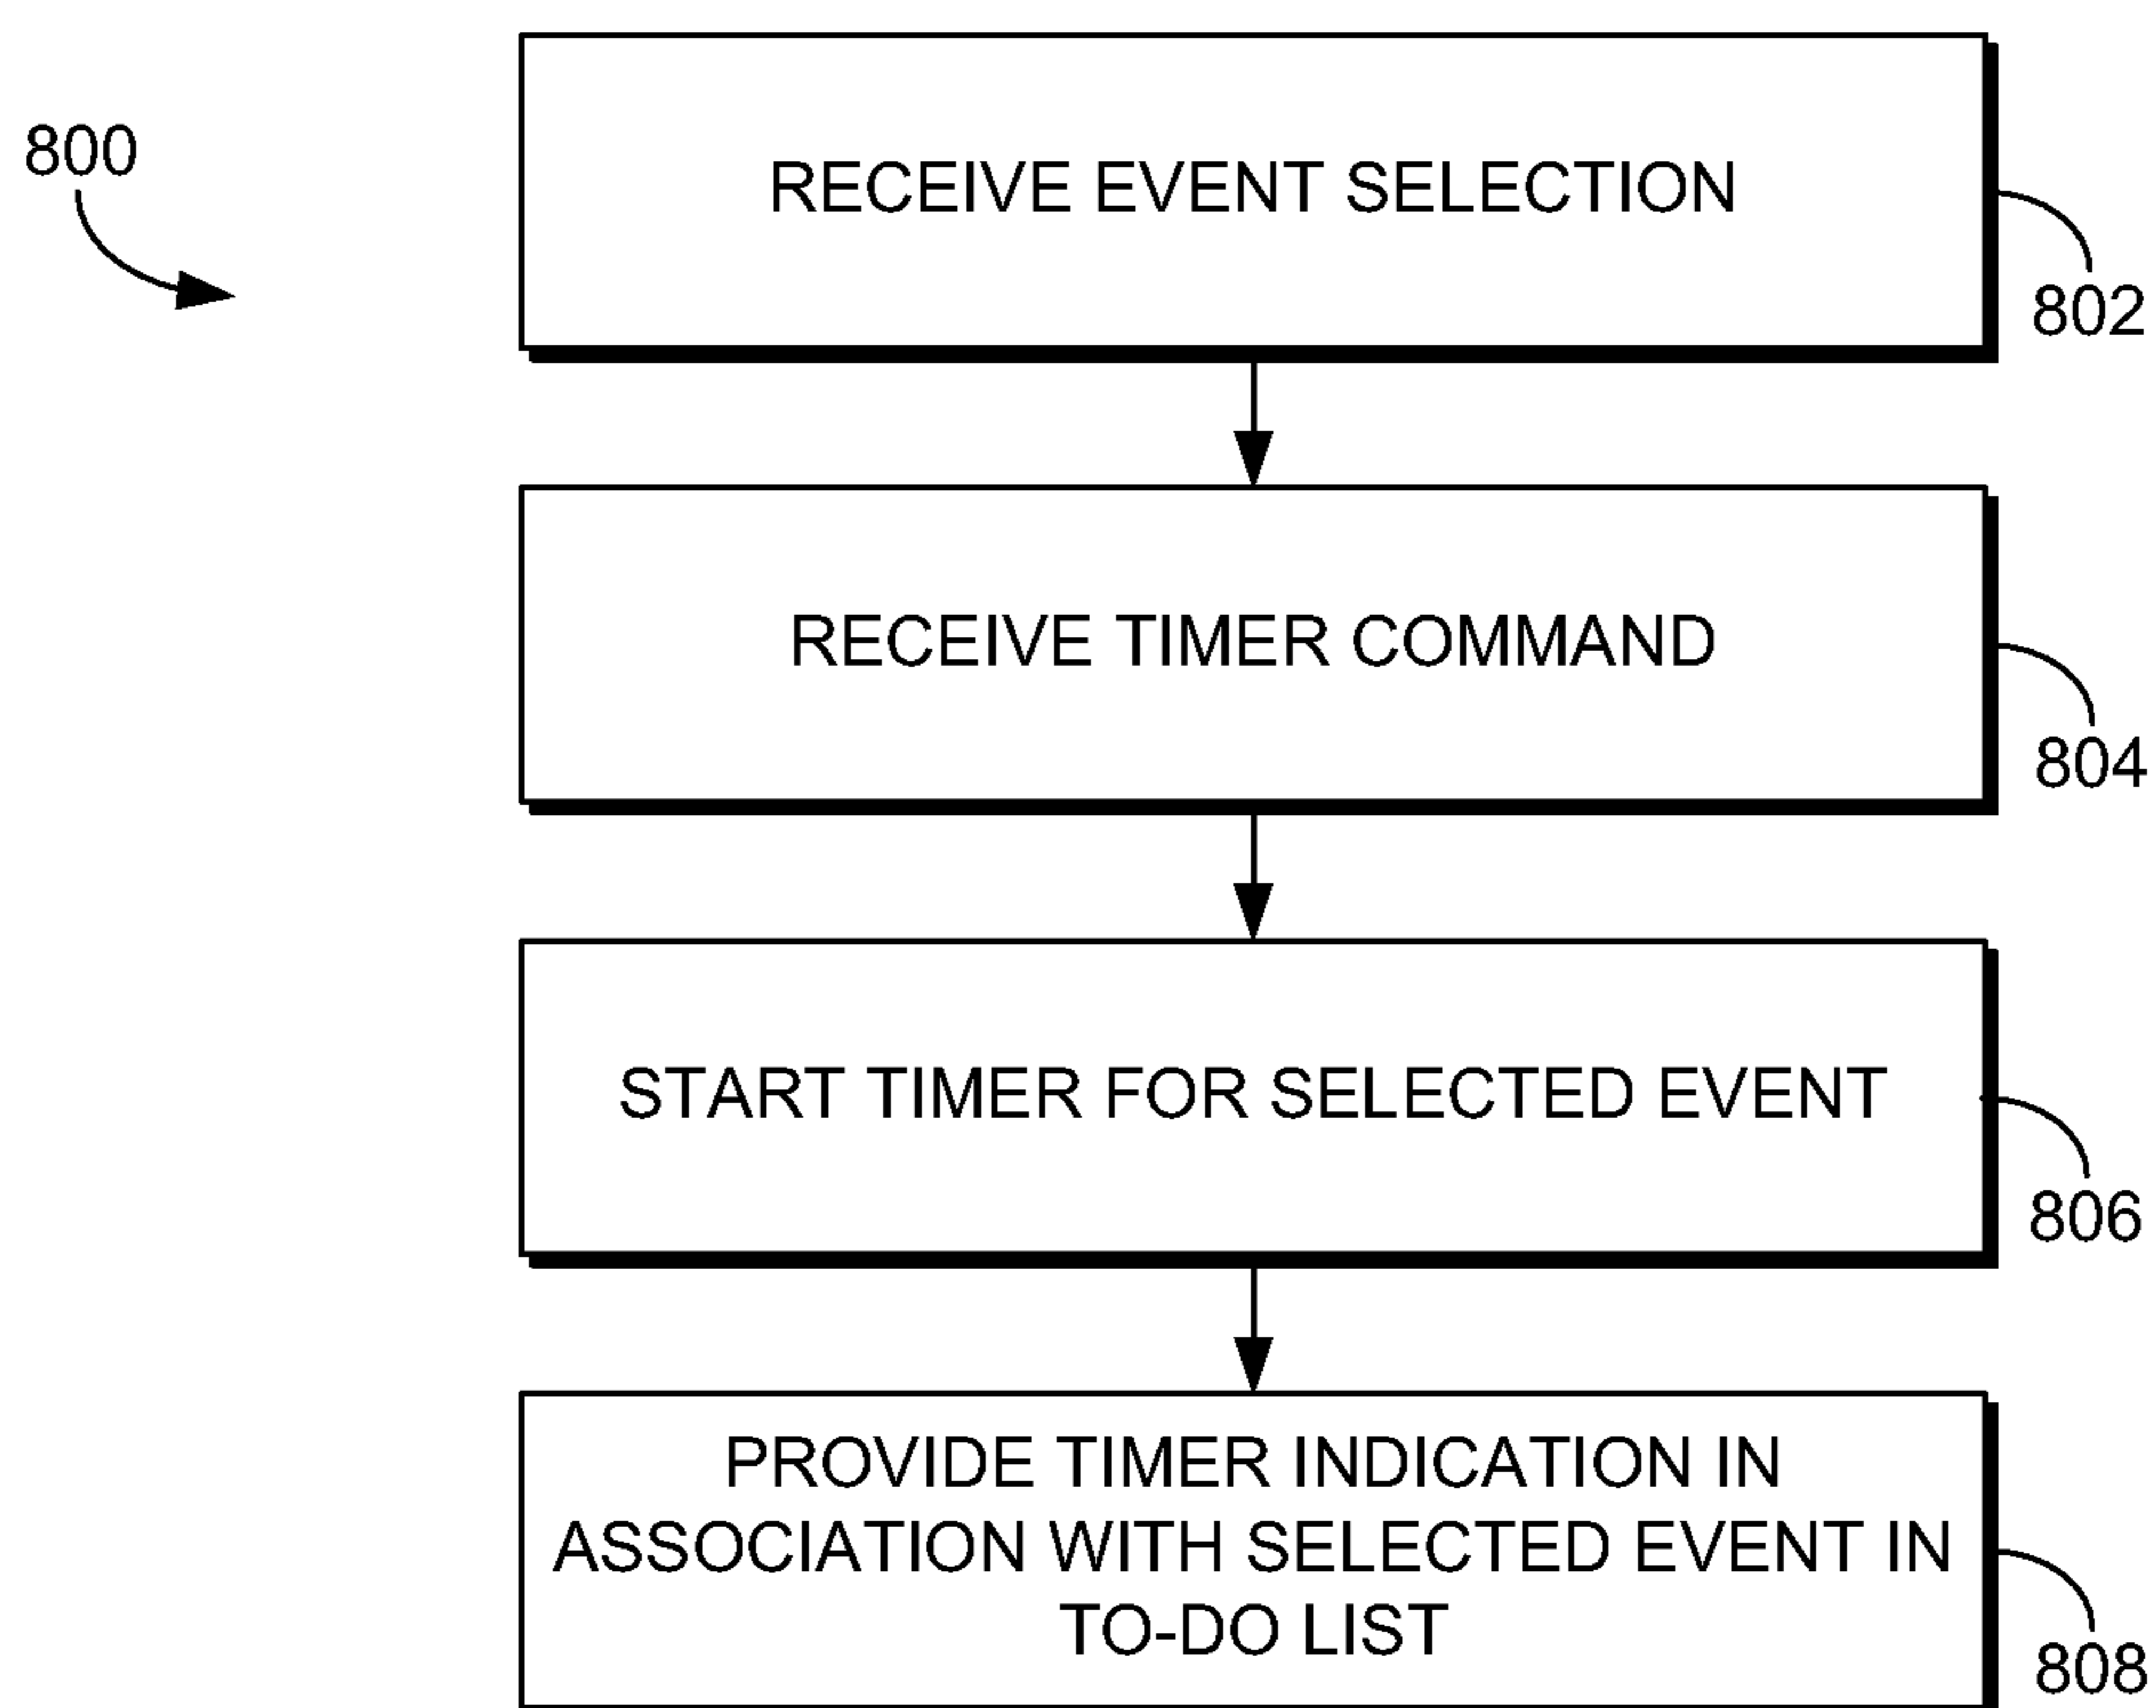 800
RECEIVE EVENT SELECTION
802
RECEIVE TIMER COMMAND
804
START TIMER FOR SELECTED EVENT
806
PROVIDE TIMER INDICATION IN
ASSOCIATION WITH SELECTED EVENT IN
TO-DO LIST
808